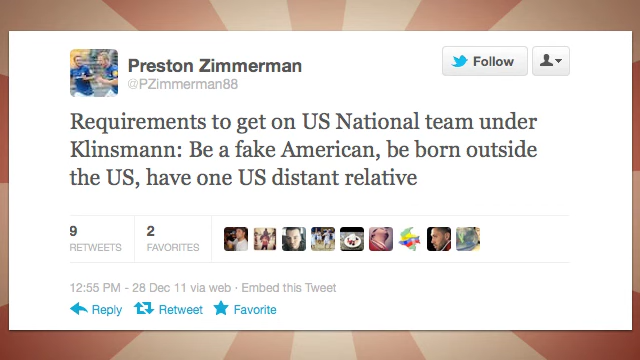 Preston Zimmerman
@PZimmerman88
Follow
Requirements to get on US National team under
Klinsmann: Be a fake American, be born outside
the US, have one US distant relative
9
RETWEETS
2
FAVORITES
12:55 PM - 28 Dec 11 via web · Embed this Tweet
Reply Retweet Favorite